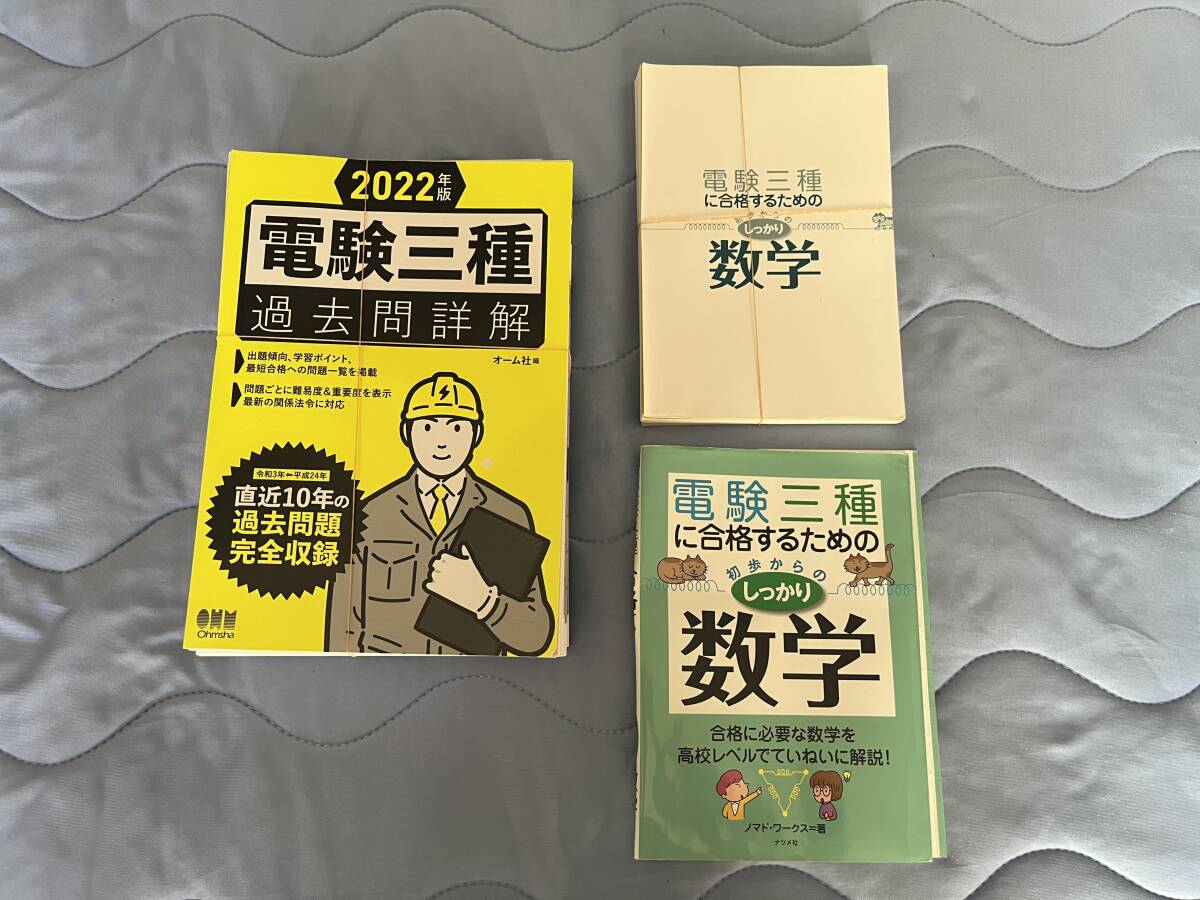 2022年版
電験三種
過去問詳解
出題傾向、学習ポイント、
最短合格への問題一覧を掲載
オーム社 編
問題ごとに難易度&重要度を表示
最新の関係法令に対応
令和3年←平成24年
直近10年の
過去問題
完全収録
OHM
Ohmsha
電験三種
に合格するための
初歩からの
しっかり
数学
電験三種
に合格するための
初歩からの
しっかり
数学
合格に必要な数学を
高校レベルでていねいに解説!
ノマド・ワークス=著
ナツメ社